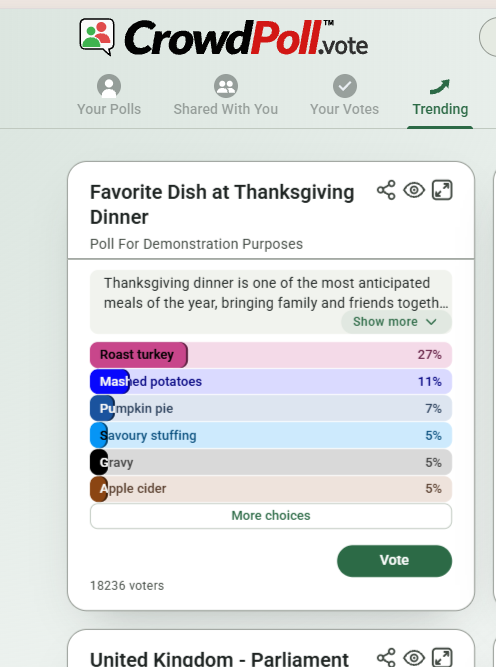 CrowdPoll.vote™
Your Polls
Shared With You
Your Votes
Trending
Favorite Dish at Thanksgiving
Dinner
Poll For Demonstration Purposes
Thanksgiving dinner is one of the most anticipated
meals of the year, bringing family and friends togeth...
Show more
Roast turkey 27%
Mashed potatoes 11%
Pumpkin pie 7%
Savoury stuffing 5%
Gravy 5%
Apple cider 5%
More choices
Vote
18236 voters
United Kingdom - Parliament